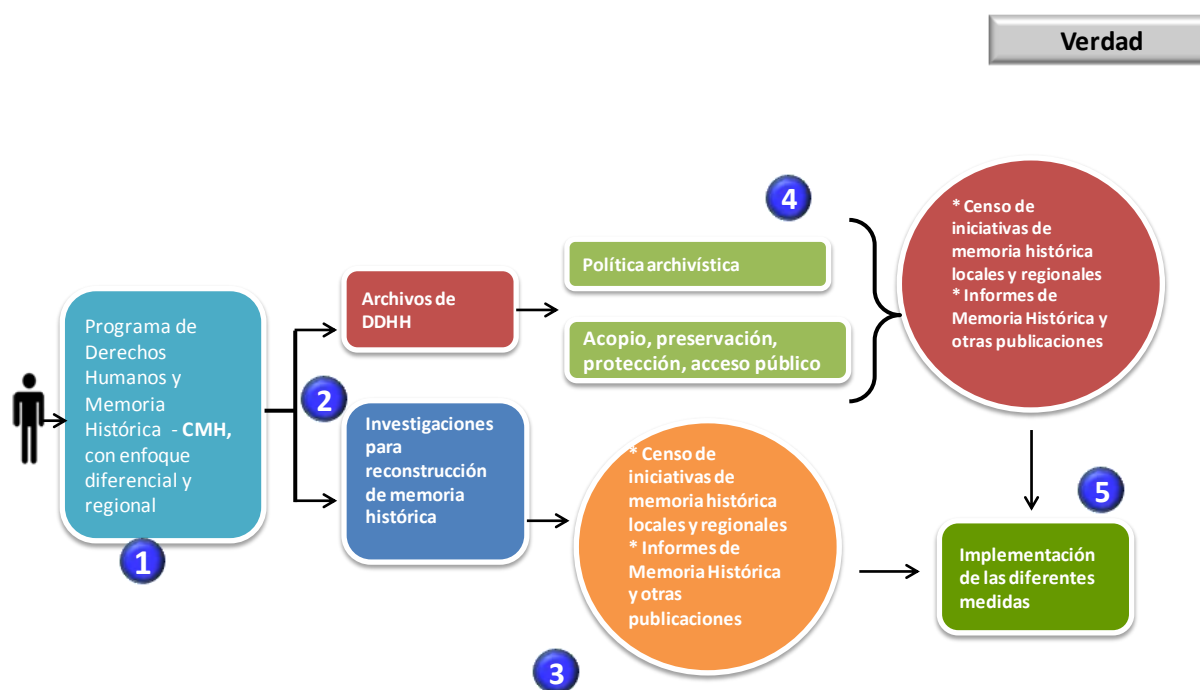 Verdad
4
* Censo de
iniciativas de
memoria histórica
locales y regionales
* Informes de
Memoria Histórica y
otras publicaciones
Política archivística
Archivos de
DDHH
Acopio, preservación,
protección, acceso público
Programa de
Derechos
Humanos y
Memoria
Histórica - CMH,
con enfoque
diferencial y
regional
2
Investigaciones
para
reconstrucción
de memoria
histórica
* Censo de
iniciativas de
memoria histórica
locales y regionales
* Informes de
Memoria Histórica
y otras
publicaciones
5
Implementación
de las diferentes
medidas
1
3